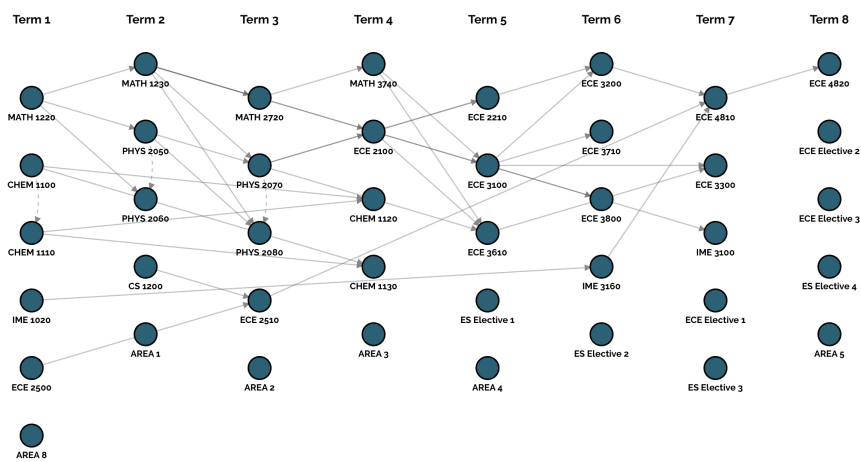 Term 1
Term 2
Term 3
Term 4
Term 5
Term 6
Term 7
Term 8
MATH 1220
CHEM 1100
CHEM 1110
IME 1020
ECE 2500
AREA 8
MATH 1230
PHYS 2050
PHYS 2060
CS 1200
AREA 1
MATH 2720
PHYS 2070
PHYS 2080
ECE 2510
AREA 2
MATH 3740
ECE 2100
CHEM 1120
CHEM 1130
AREA 3
ECE 2210
ECE 3100
ECE 3610
ES Elective 1
AREA 4
ECE 3200
ECE 3710
ECE 3800
IME 3160
ES Elective 2
ECE 4810
ECE 3300
IME 3100
ECE Elective 1
ES Elective 3
ECE 4820
ECE Elective 2
ECE Elective 3
ES Elective 4
AREA 5